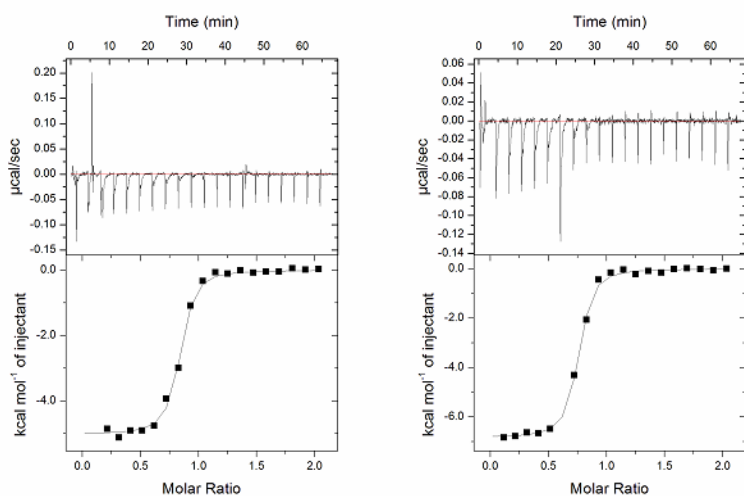 Time (min)
0 10 20 30 40 50 60
0.20
0.15
0.10
0.05
0.00
-0.05
-0.10
-0.15
µcal/sec
0.0
-2.0
-4.0
kcal mol⁻¹ of injectant
0.0 0.5 1.0 1.5 2.0
Molar Ratio
Time (min)
0 10 20 30 40 50 60
0.06
0.04
0.02
0.00
-0.02
-0.04
-0.06
-0.08
-0.10
-0.12
-0.14
µcal/sec
0.0
-2.0
-4.0
-6.0
kcal mol⁻¹ of injectant
0.0 0.5 1.0 1.5 2.0
Molar Ratio